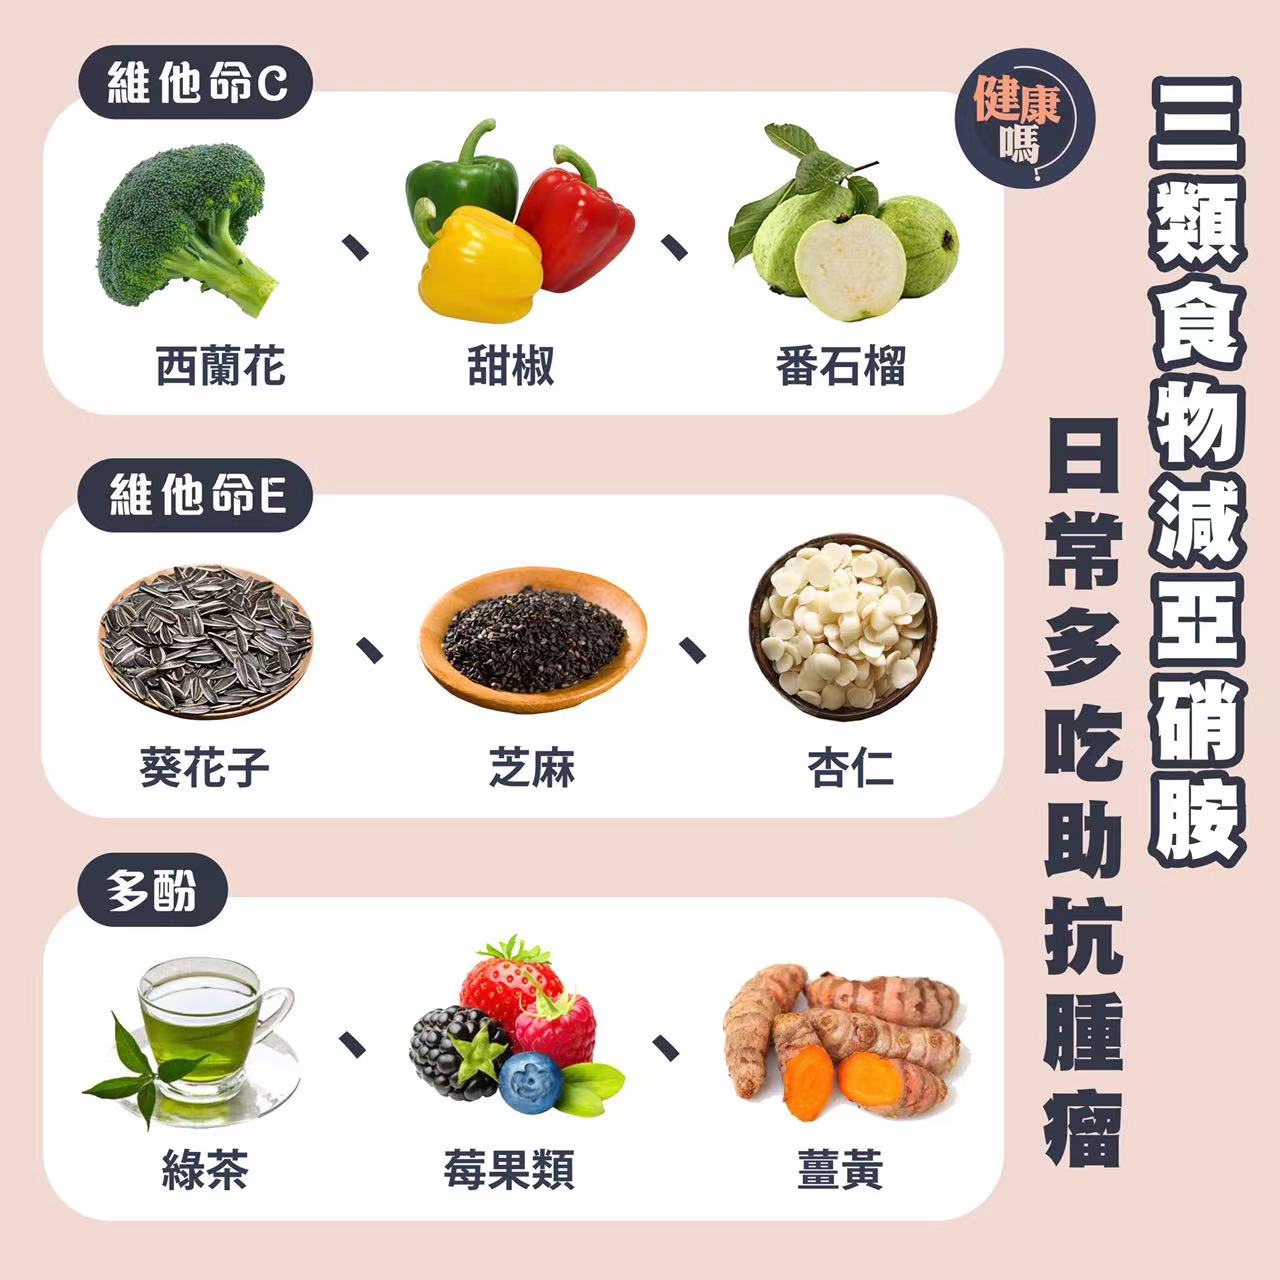 三類食物減亞硝胺
日常多吃助抗腫瘤
健康
嗎?
維他命C
西蘭花、甜椒、番石榴
維他命E
葵花子、芝麻、杏仁
多酚
綠茶、莓果類、薑黃